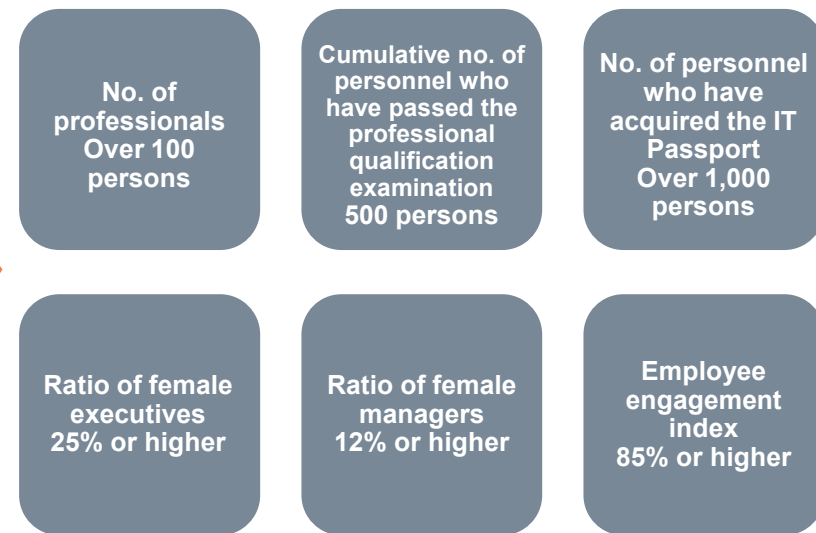 No. of
professionals
Over 100
persons
Cumulative no. of
personnel who
have passed the
professional
qualification
examination
500 persons
No. of personnel
who have
acquired the IT
Passport
Over 1,000
persons
Ratio of female
executives
25% or higher
Ratio of female
managers
12% or higher
Employee
engagement
index
85% or higher